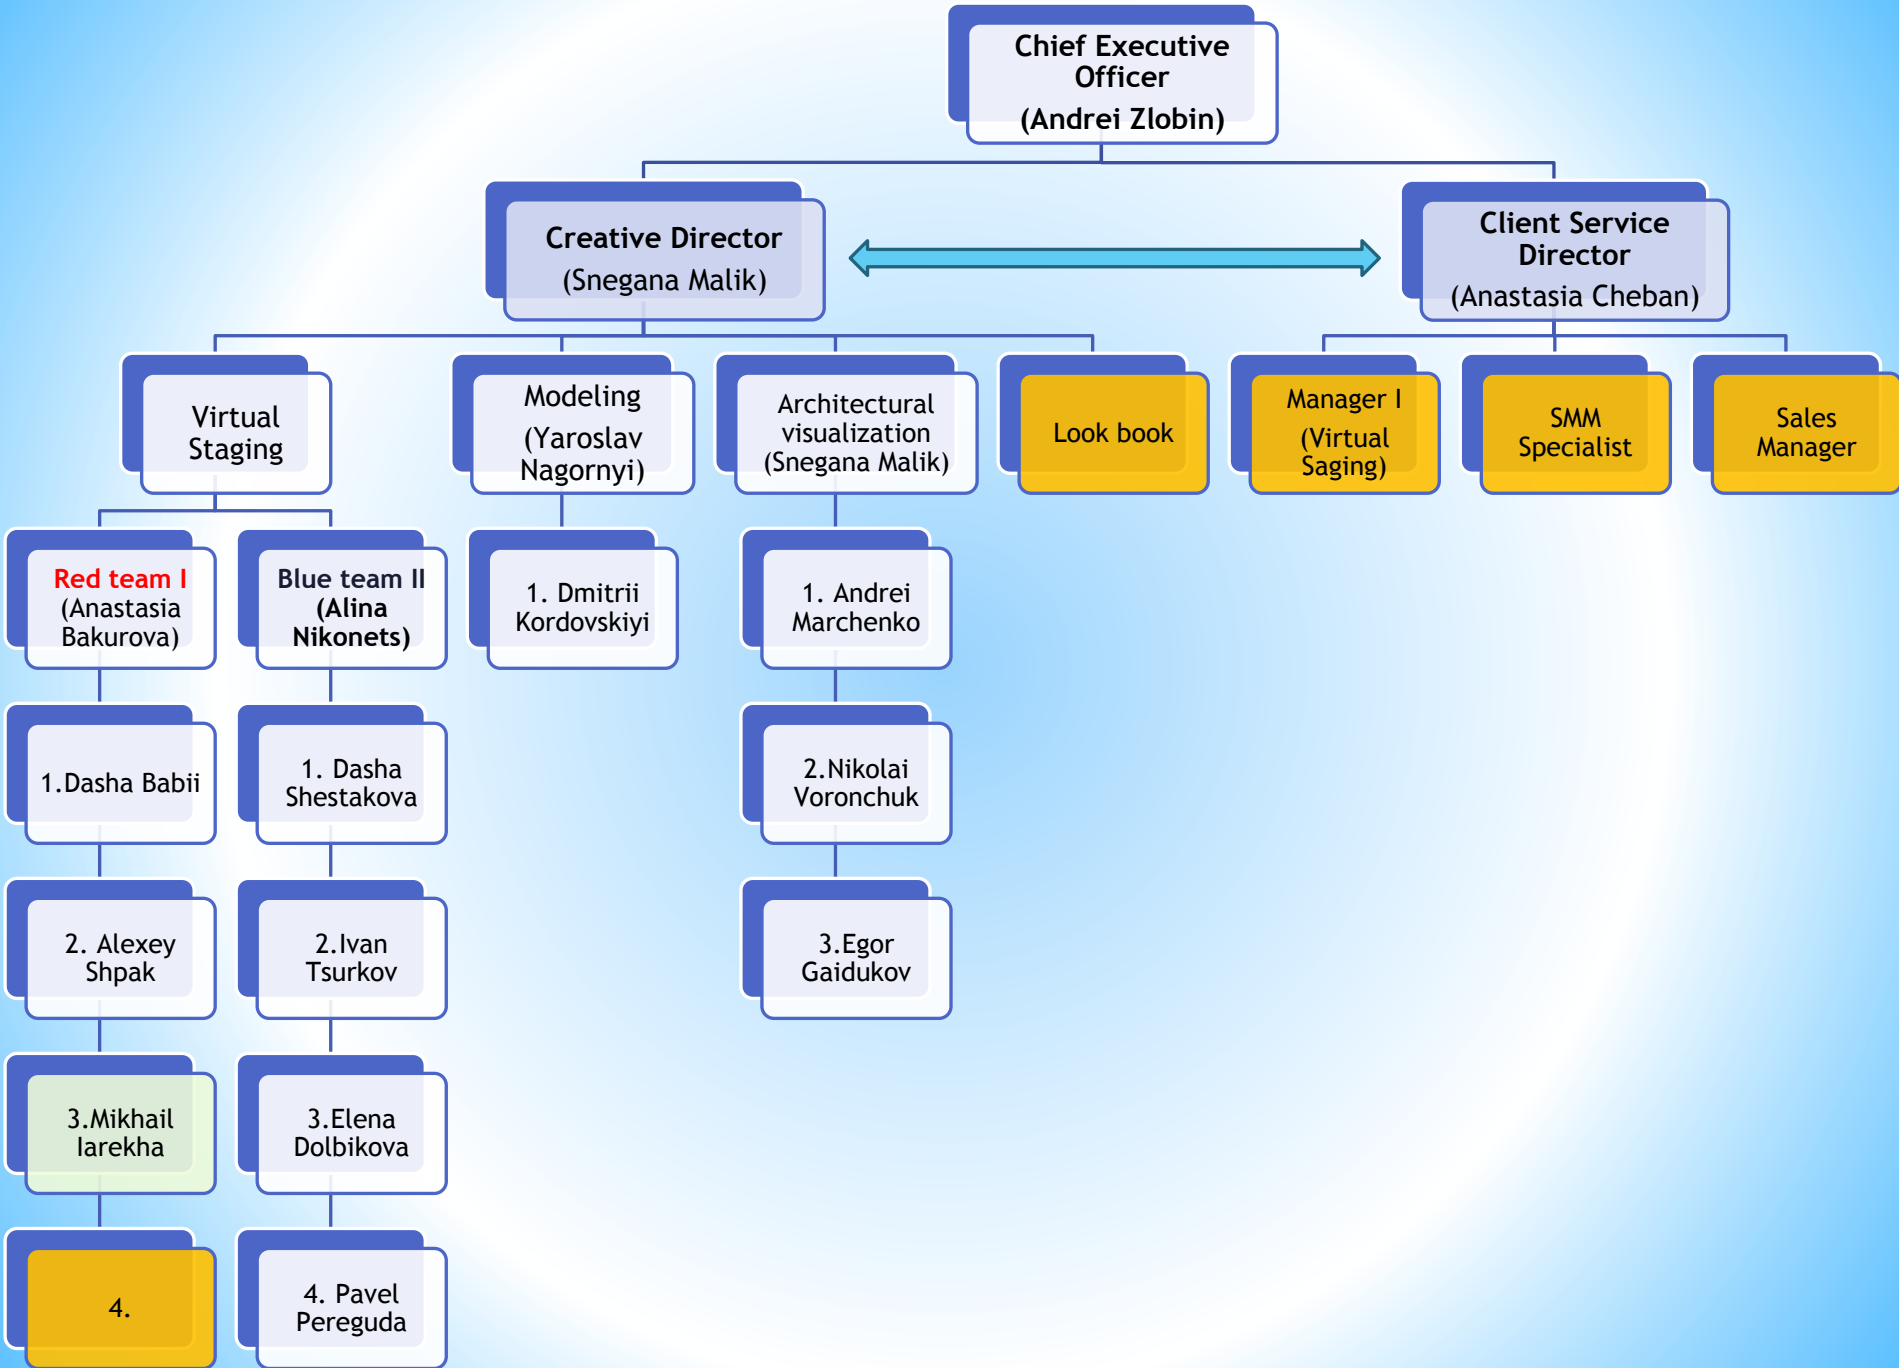 Chief Executive
Officer
(Andrei Zlobin)
Creative Director
(Snegana Malik)
Client Service
Director
(Anastasia Cheban)
Virtual
Staging
Modeling
(Yaroslav
Nagornyi)
Architectural
visualization
(Snegana Malik)
Look book
Manager I
(Virtual
Saging)
SMM
Specialist
Sales
Manager
Red team I
(Anastasia
Bakurova)
Blue team II
(Alina
Nikonets)
1. Dmitrii
Kordovskiyi
1. Andrei
Marchenko
1.Dasha Babii
1. Dasha
Shestakova
2.Nikolai
Voronchuk
2. Alexey
Shpak
2.Ivan
Tsurkov
3.Egor
Gaidukov
3.Mikhail
Iarekha
3.Elena
Dolbikova
4.
4. Pavel
Pereguda